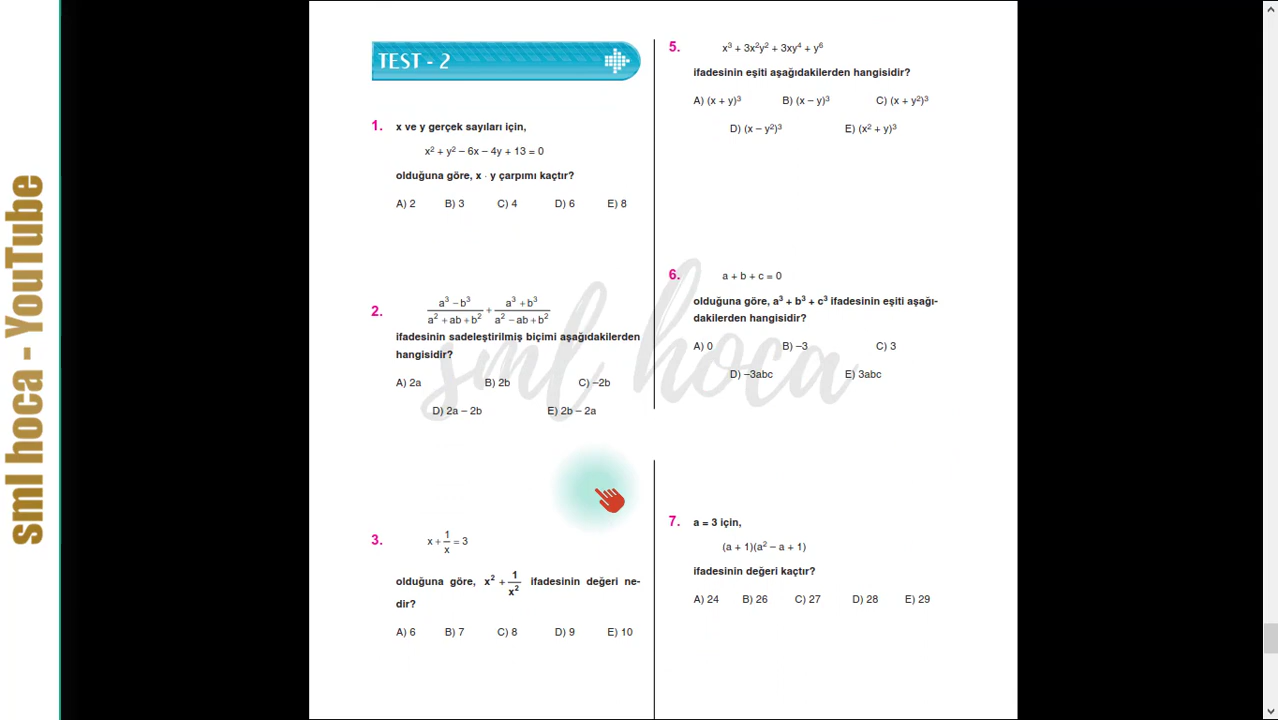 sml hoca - YouTube
TEST - 2
1. x ve y gerçek sayıları için,
x² + y² – 6x – 4y + 13 = 0
olduğuna göre, x · y çarpımı kaçtır?
A) 2 B) 3 C) 4 D) 6 E) 8
2. (a³ – b³)/(a² + ab + b²) + (a³ + b³)/(a² – ab + b²)
ifadesinin sadeleştirilmiş biçimi aşağıdakilerden
hangisidir?
A) 2a B) 2b C) –2b
D) 2a – 2b E) 2b – 2a
3. x + 1/x = 3
olduğuna göre, x² + 1/x² ifadesinin değeri ne-
dir?
A) 6 B) 7 C) 8 D) 9 E) 10
5. x³ + 3x²y² + 3xy⁴ + y⁶
ifadesinin eşiti aşağıdakilerden hangisidir?
A) (x + y)³ B) (x – y)³ C) (x + y²)³
D) (x – y²)³ E) (x² + y)³
6. a + b + c = 0
olduğuna göre, a³ + b³ + c³ ifadesinin eşiti aşağı-
dakilerden hangisidir?
A) 0 B) –3 C) 3
D) –3abc E) 3abc
7. a = 3 için,
(a + 1)(a² – a + 1)
ifadesinin değeri kaçtır?
A) 24 B) 26 C) 27 D) 28 E) 29
sml hoca